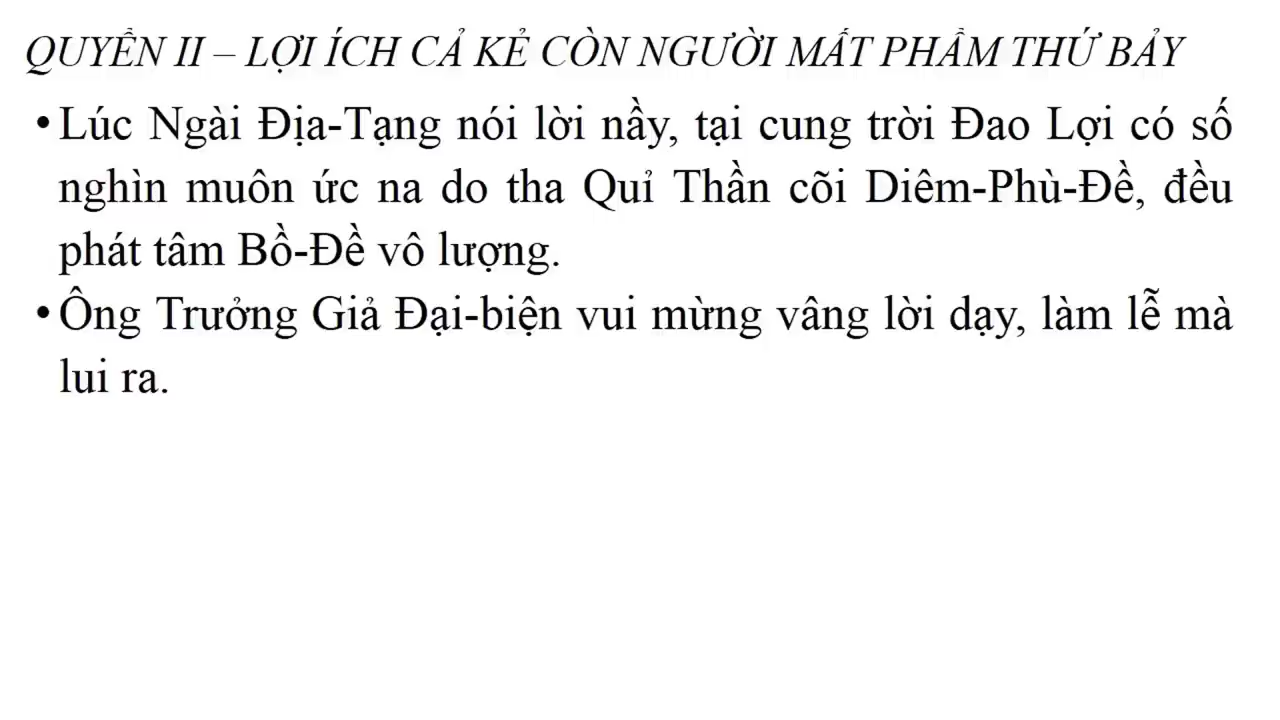 QUYỂN II – LỢI ÍCH CẢ KẺ CÒN NGƯỜI MẤT PHẨM THỨ BẢY
•Lúc Ngài Địa-Tạng nói lời nầy, tại cung trời Đao Lợi có số
nghìn muôn ức na do tha Quỉ Thần cõi Diêm-Phù-Đề, đều
phát tâm Bồ-Đề vô lượng.
•Ông Trưởng Giả Đại-biện vui mừng vâng lời dạy, làm lễ mà
lui ra.